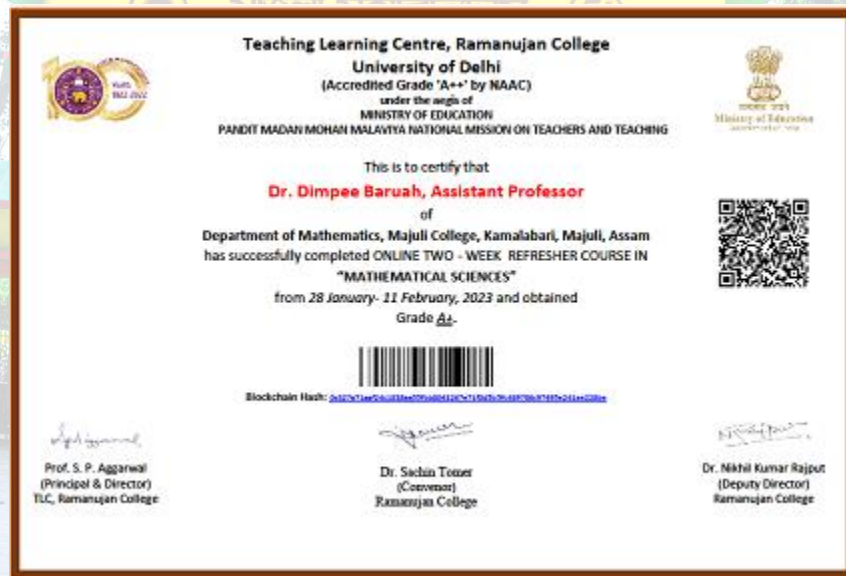 Teaching Learning Centre, Ramanujan College
University of Delhi
(Accredited Grade 'A++' by NAAC)
under the aegis of
MINISTRY OF EDUCATION
PANDIT MADAN MOHAN MALAVIYA NATIONAL MISSION ON TEACHERS AND TEACHING
Ministry of Education
This is to certify that
Dr. Dimpee Baruah, Assistant Professor
of
Department of Mathematics, Majuli College, Kamalabari, Majuli, Assam
has successfully completed ONLINE TWO - WEEK REFRESHER COURSE IN
"MATHEMATICAL SCIENCES"
from 28 January- 11 February, 2023 and obtained
Grade A+.
Blockchain Hash:
Prof. S. P. Aggarwal
(Principal & Director)
TLC, Ramanujan College
Dr. Sachin Tomer
(Convenor)
Ramanujan College
Dr. Nikhil Kumar Rajput
(Deputy Director)
Ramanujan College